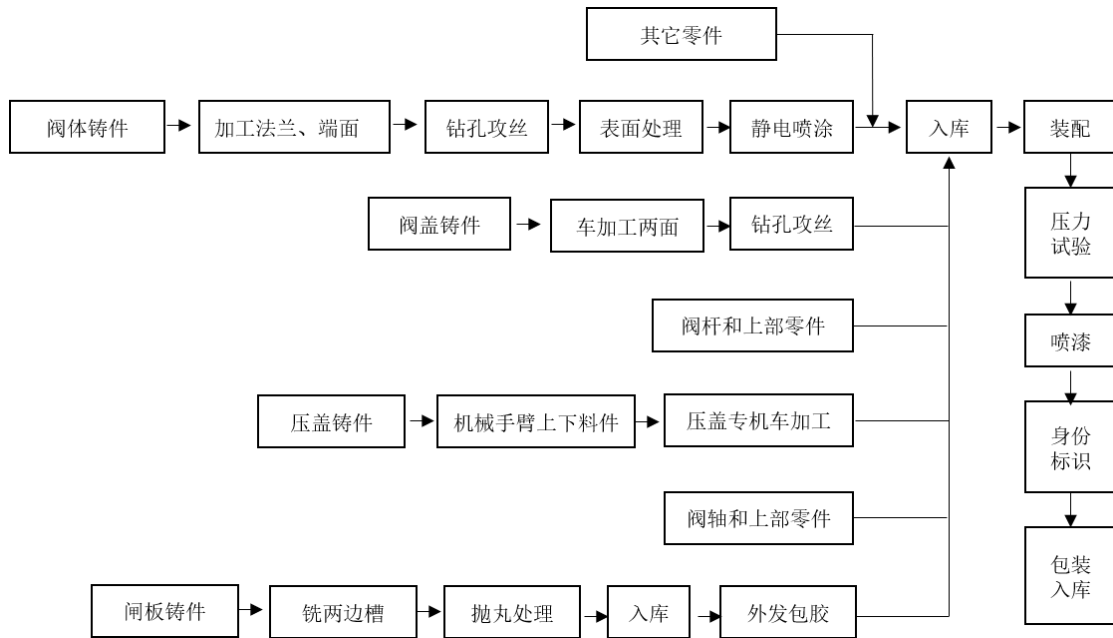 其它零件
阀体铸件
加工法兰、端面
钻孔攻丝
表面处理
静电喷涂
入库
装配
阀盖铸件
车加工两面
钻孔攻丝
压力
试验
阀杆和上部零件
喷漆
压盖铸件
机械手臂上下料件
压盖专机车加工
身份
标识
阀轴和上部零件
闸板铸件
铣两边槽
抛丸处理
入库
外发包胶
包装
入库